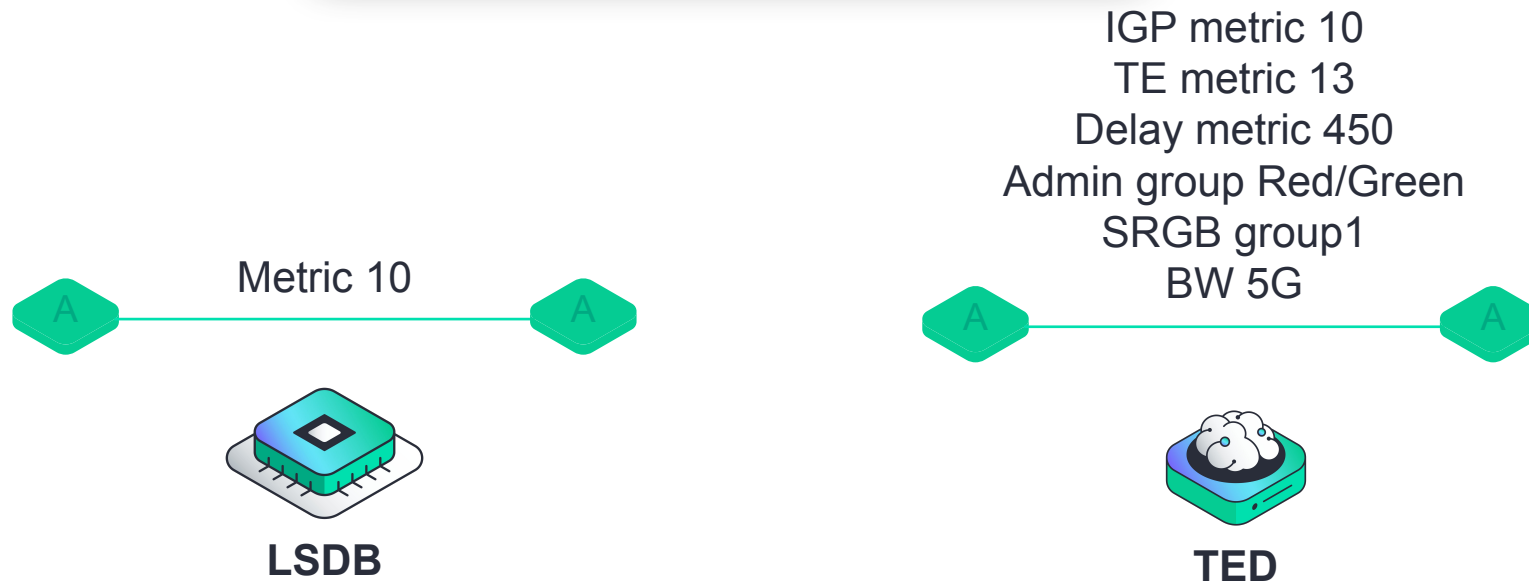 IGP metric 10
TE metric 13
Delay metric 450
Admin group Red/Green
SRGB group1
BW 5G
Metric 10
A
A
A
A
LSDB
TED